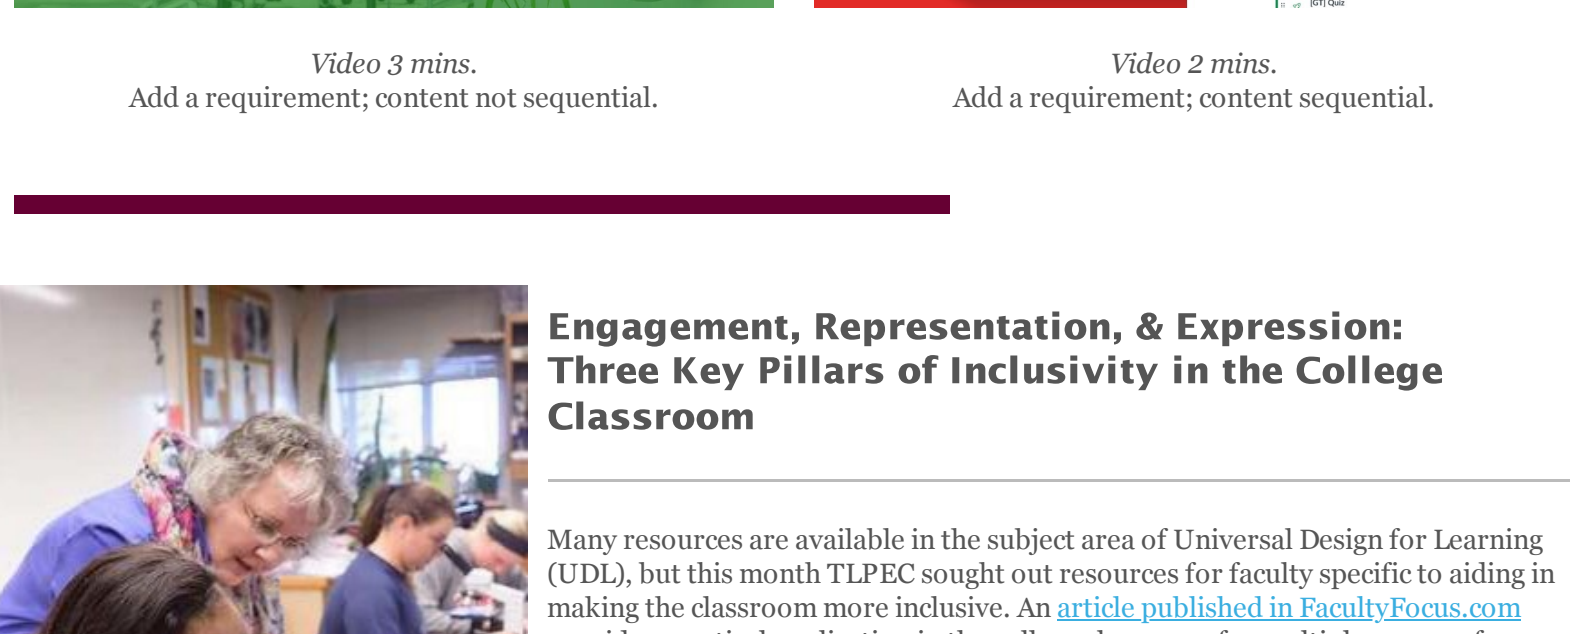 [GT] Quiz
Video 3 mins.
Add a requirement; content not sequential.
Video 2 mins.
Add a requirement; content sequential.
Engagement, Representation, & Expression:
Three Key Pillars of Inclusivity in the College
Classroom
Many resources are available in the subject area of Universal Design for Learning
(UDL), but this month TLPEC sought out resources for faculty specific to aiding in
making the classroom more inclusive. An article published in FacultyFocus.com